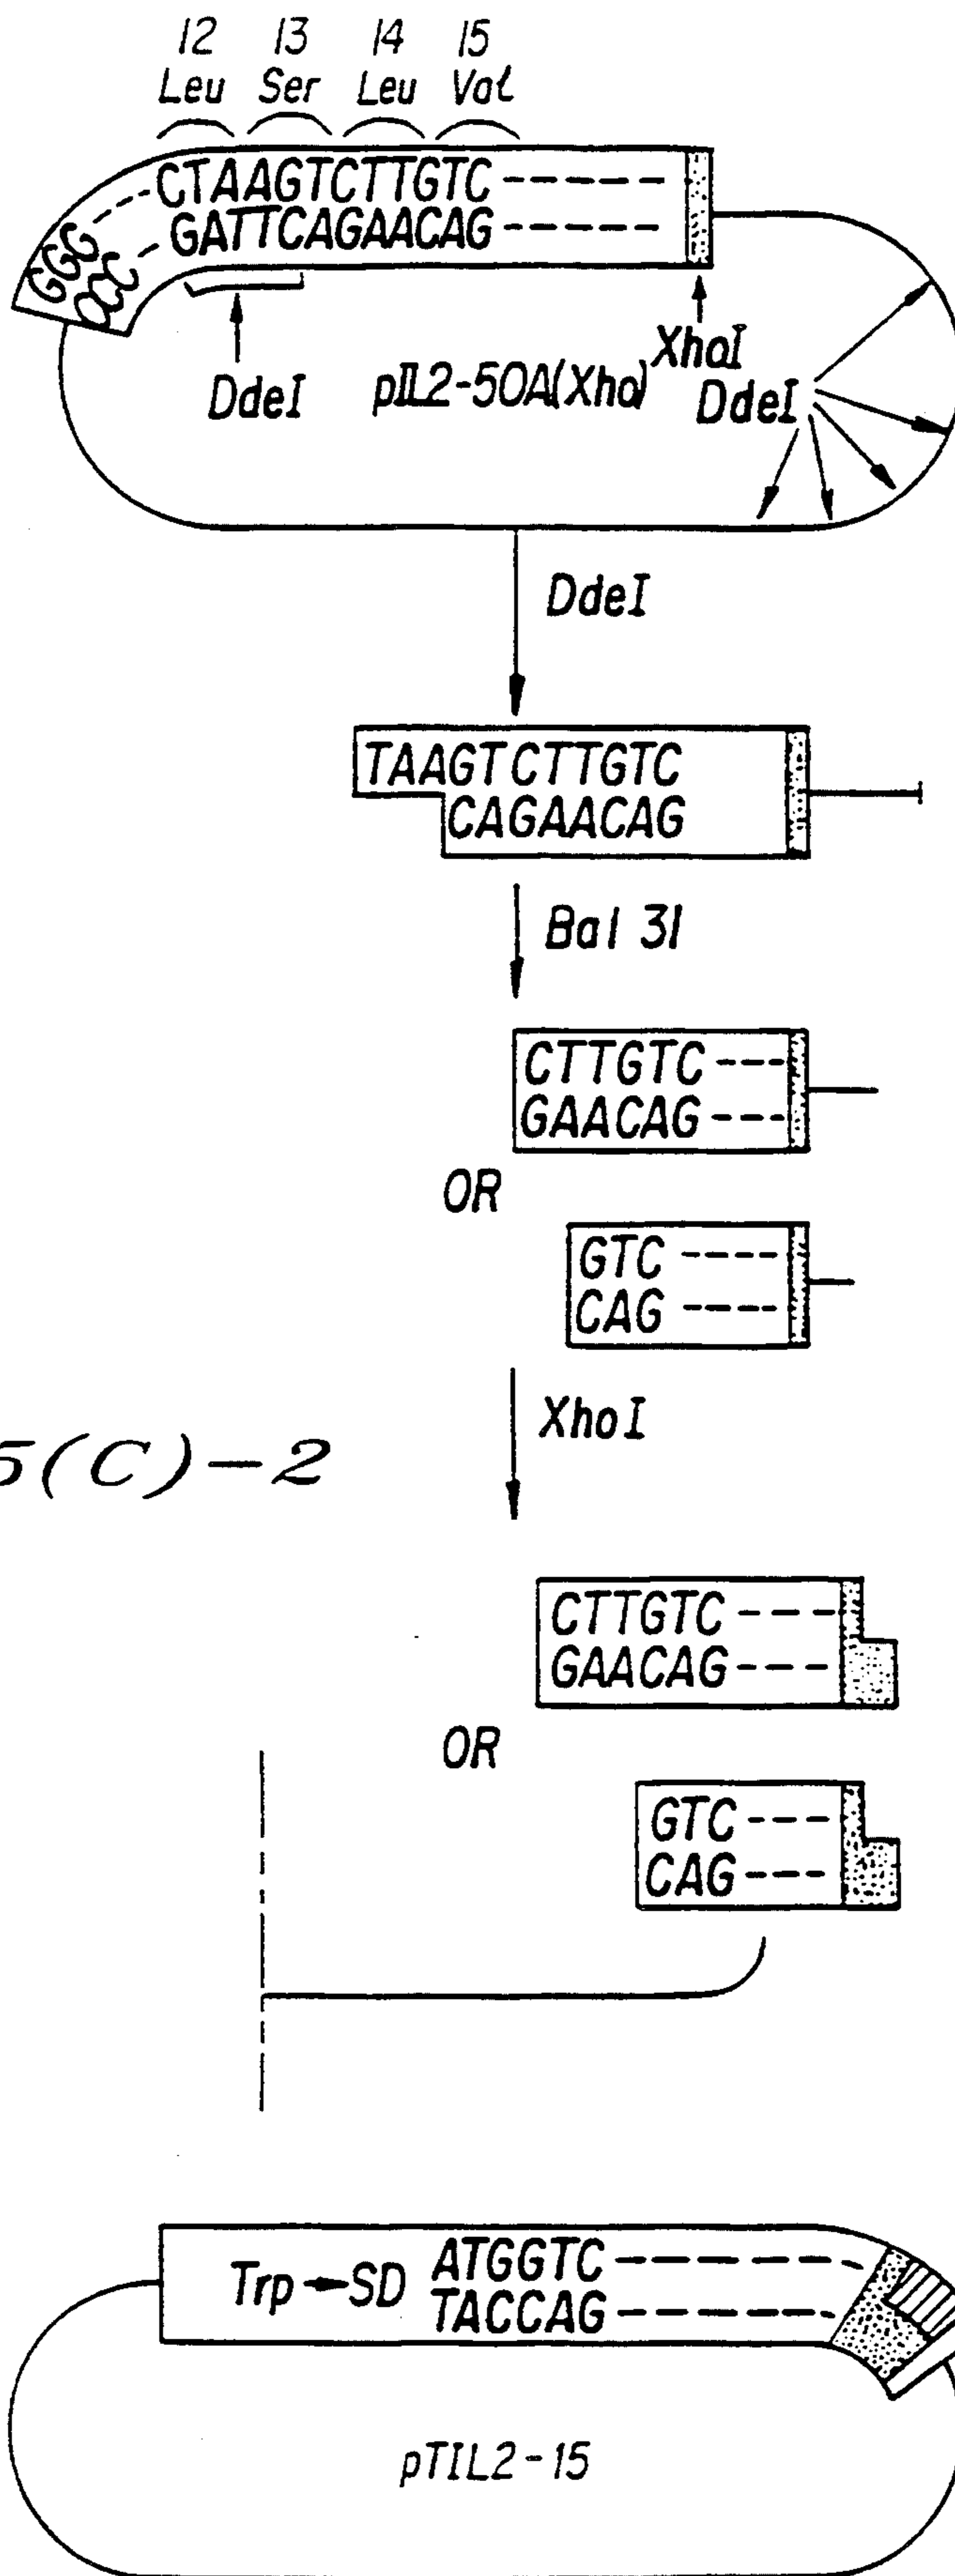 12 13 14 15
Leu Ser Leu Val
---CTAAGTCTTGTC------
GGG
-GATTCAGAACAG------
CCC
XhoI
DdeI
pIL2-50A(Xho)
DdeI
DdeI
TAAGTCTTGTC
CAGAACAG
Bal 31
CTTGTC---
GAACAG---
OR
GTC ----
CAG ----
XhoI
5(C)-2
CTTGTC----
GAACAG---
OR
GTC---
CAG---
Trp SD ATGGTC------
TACCAG------
pTIL2-15